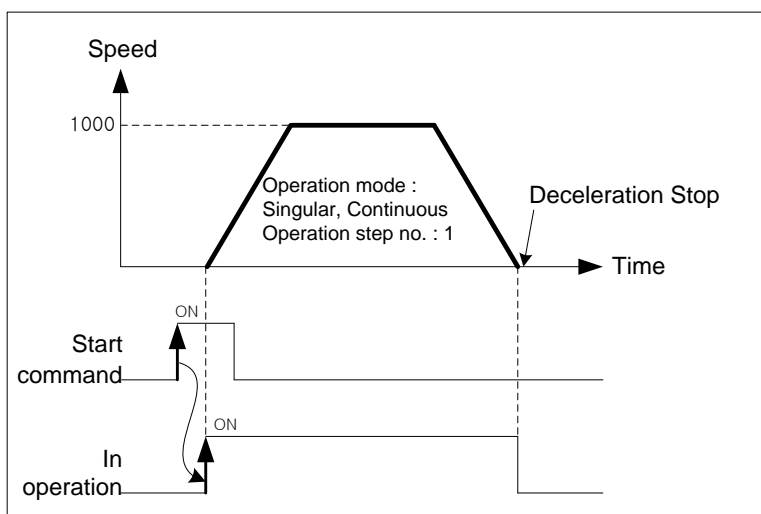 Speed
1000
Operation mode :
Singular, Continuous
Operation step no. : 1
Deceleration Stop
Time
ON
Start
command
ON
In
operation